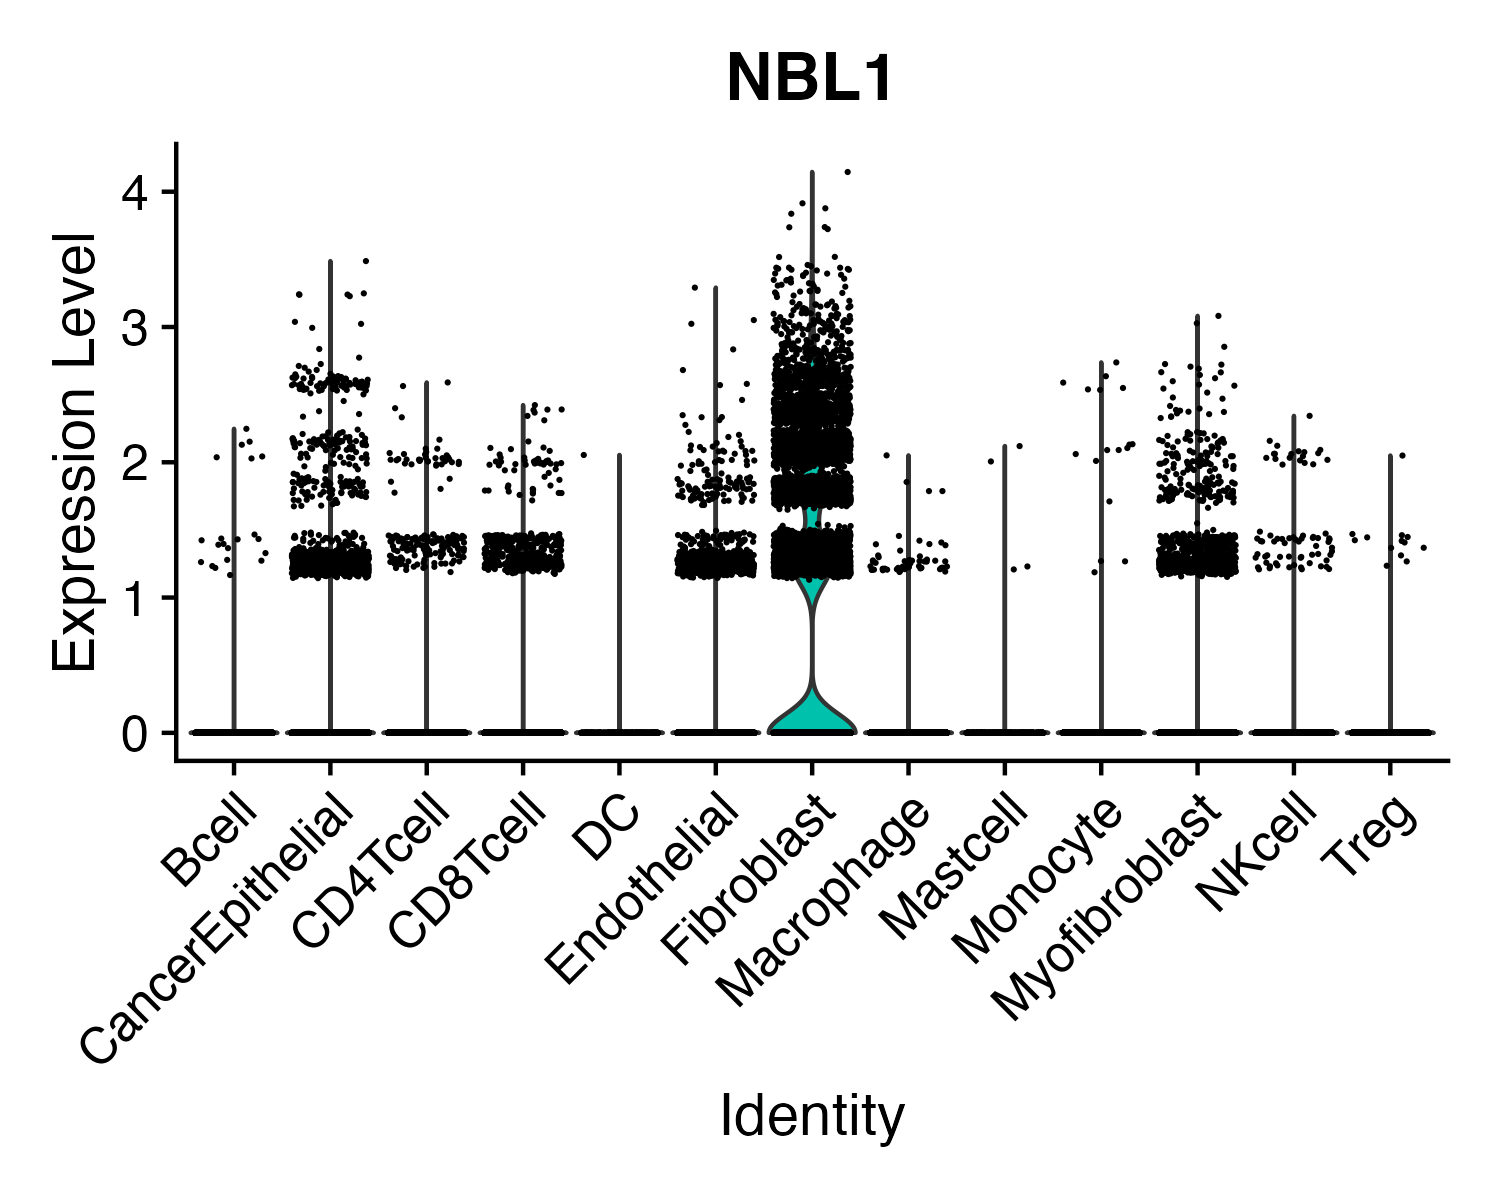 NBL1
Expression Level
4
3
2
1
0
Bcell
CancerEpithelial
CD4Tcell
CD8Tcell
DC
Endothelial
Fibroblast
Macrophage
Mastcell
Monocyte
Myofibroblast
NKcell
Treg
Identity